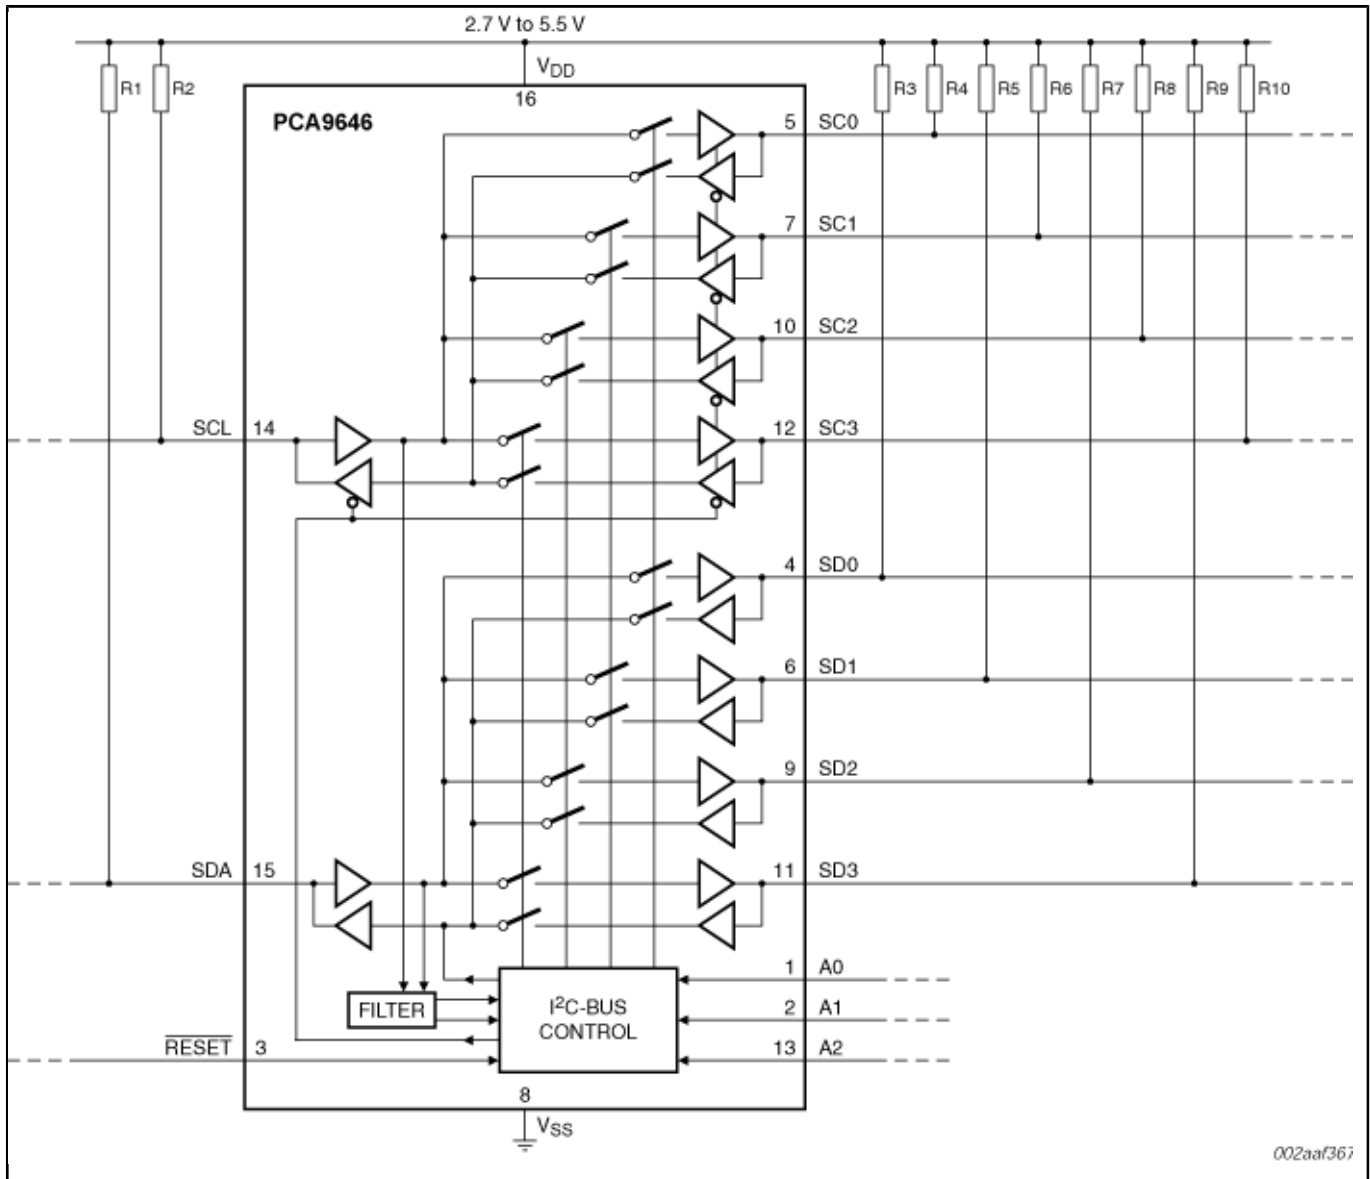 2.7 V to 5.5 V
R1
R2
VDD
16
R3
R4
R5
R6
R7
R8
R9
R10
PCA9646
5
SC0
7
SC1
10
SC2
SCL
14
12
SC3
4
SD0
6
SD1
9
SD2
SDA
15
11
SD3
1
A0
FILTER
I²C-BUS
CONTROL
2
A1
RESET
3
13
A2
8
VSS
002aaf367